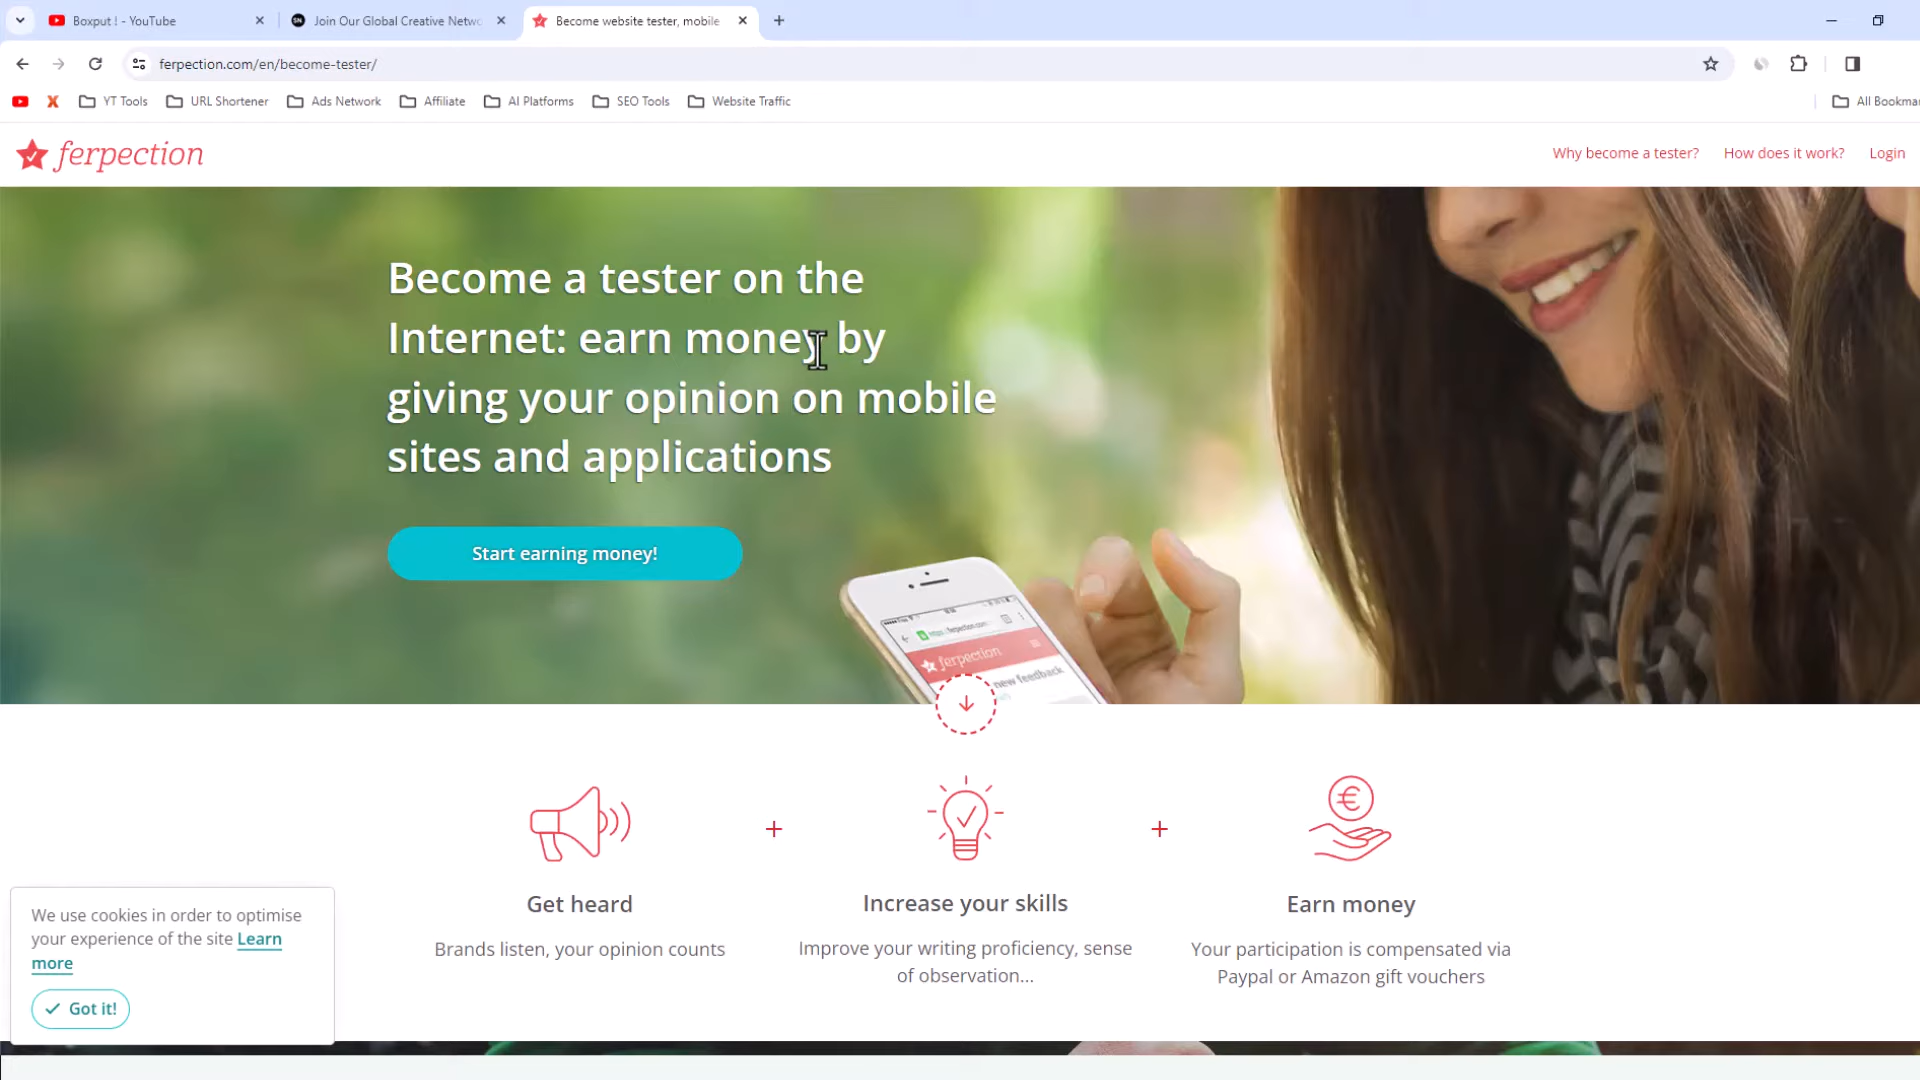 Boxput ! - YouTube
Join Our Global Creative Netwo
Become website tester, mobile
ferpection.com/en/become-tester/
YT Tools
URL Shortener
Ads Network
Affiliate
AI Platforms
SEO Tools
Website Traffic
All Bookmar
ferpection
Why become a tester?
How does it work?
Login
Become a tester on the
Internet: earn money by
giving your opinion on mobile
sites and applications
Start earning money!
ferpection
new feedback
€
Get heard
Increase your skills
Earn money
Brands listen, your opinion counts
Improve your writing proficiency, sense
of observation...
Your participation is compensated via
Paypal or Amazon gift vouchers
We use cookies in order to optimise
your experience of the site Learn
more
Got it!